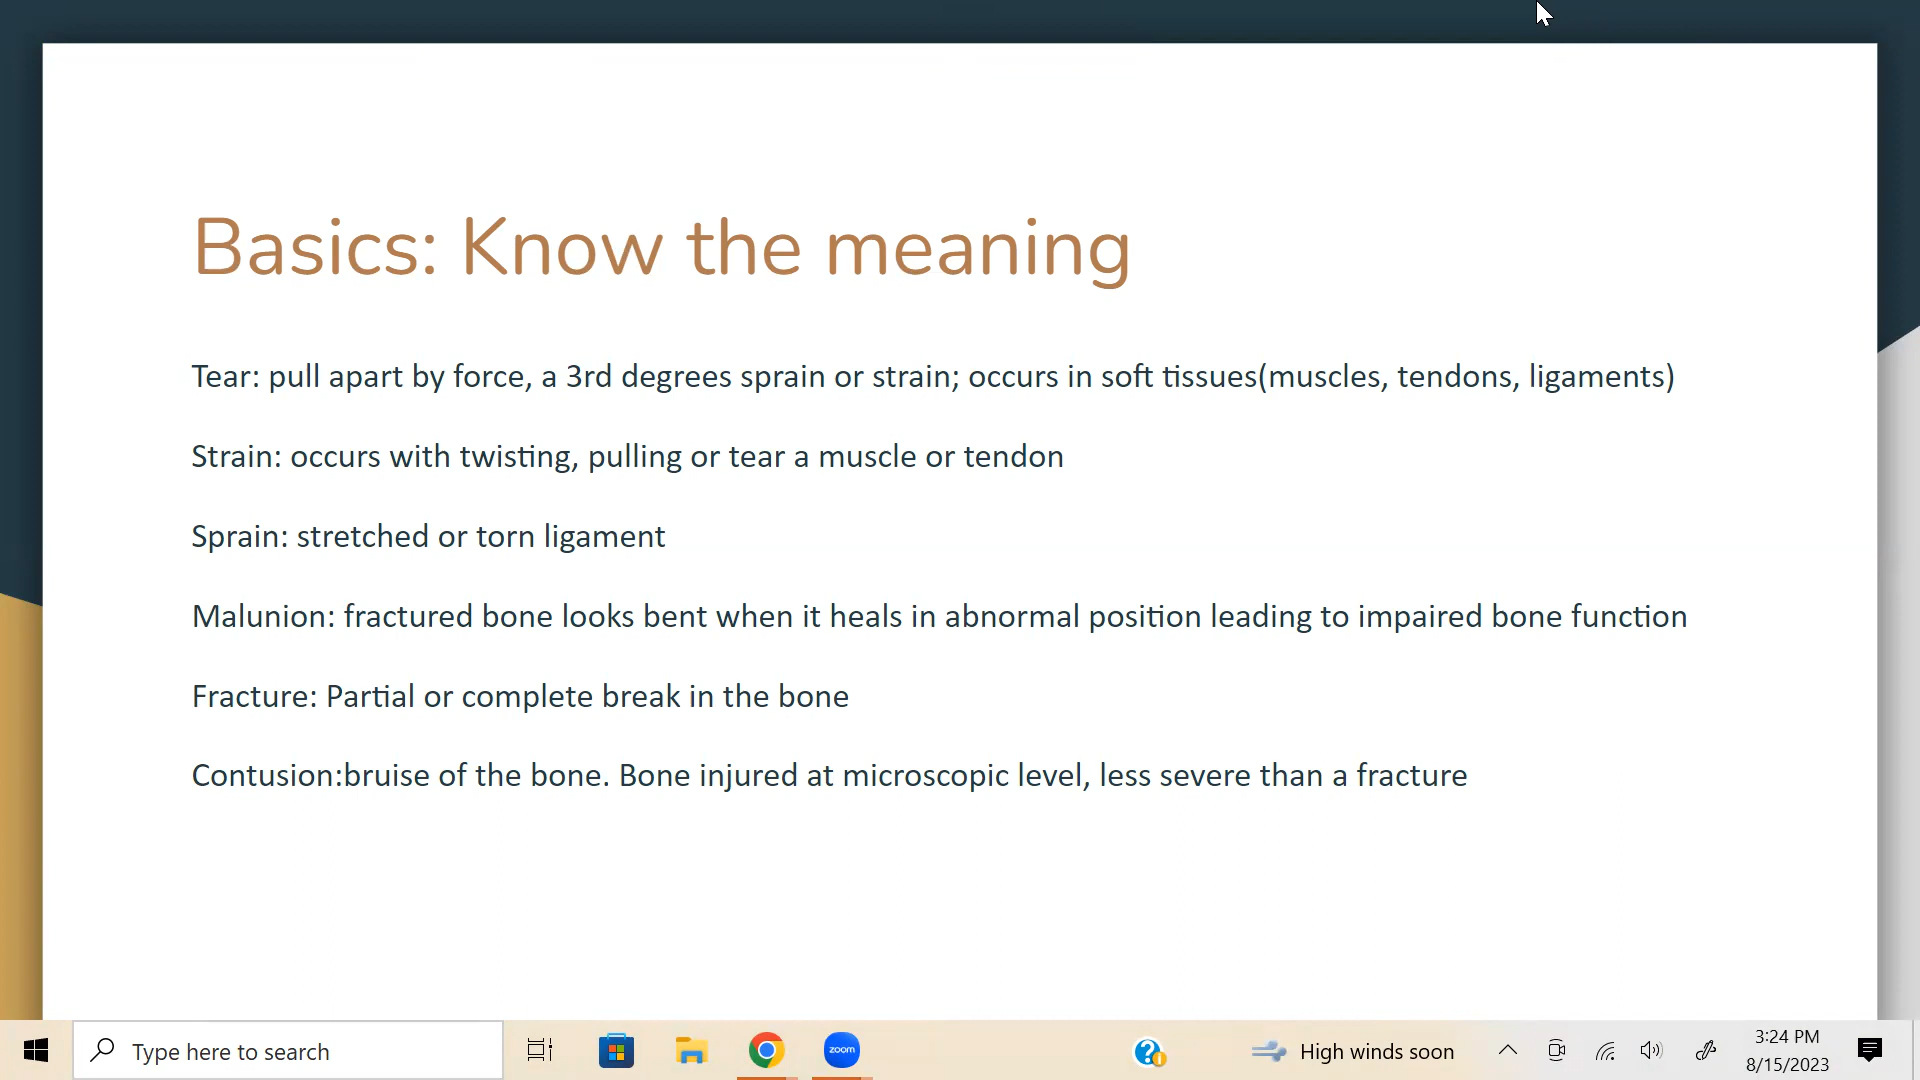 Basics: Know the meaning
Tear: pull apart by force, a 3rd degrees sprain or strain; occurs in soft tissues(muscles, tendons, ligaments)
Strain: occurs with twisting, pulling or tear a muscle or tendon
Sprain: stretched or torn ligament
Malunion: fractured bone looks bent when it heals in abnormal position leading to impaired bone function
Fracture: Partial or complete break in the bone
Contusion:bruise of the bone. Bone injured at microscopic level, less severe than a fracture
Type here to search
zoom
High winds soon
3:24 PM
8/15/2023